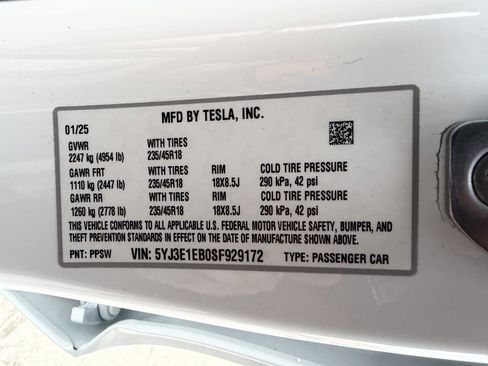 MFD BY TESLA, INC.
01/25
GVWR WITH TIRES
2247 kg (4954 lb) 235/45R18
GAWR FRT WITH TIRES RIM COLD TIRE PRESSURE
1110 kg (2447 lb) 235/45R18 18X8.5J 290 kPa, 42 psi
GAWR RR WITH TIRES RIM COLD TIRE PRESSURE
1260 kg (2778 lb) 235/45R18 18X8.5J 290 kPa, 42 psi
THIS VEHICLE CONFORMS TO ALL APPLICABLE U.S. FEDERAL MOTOR VEHICLE SAFETY, BUMPER, AND
THEFT PREVENTION STANDARDS IN EFFECT ON THE DATE OF MANUFACTURE SHOWN ABOVE.
PNT: PPSW VIN: 5YJ3E1EB0SF929172 TYPE: PASSENGER CAR